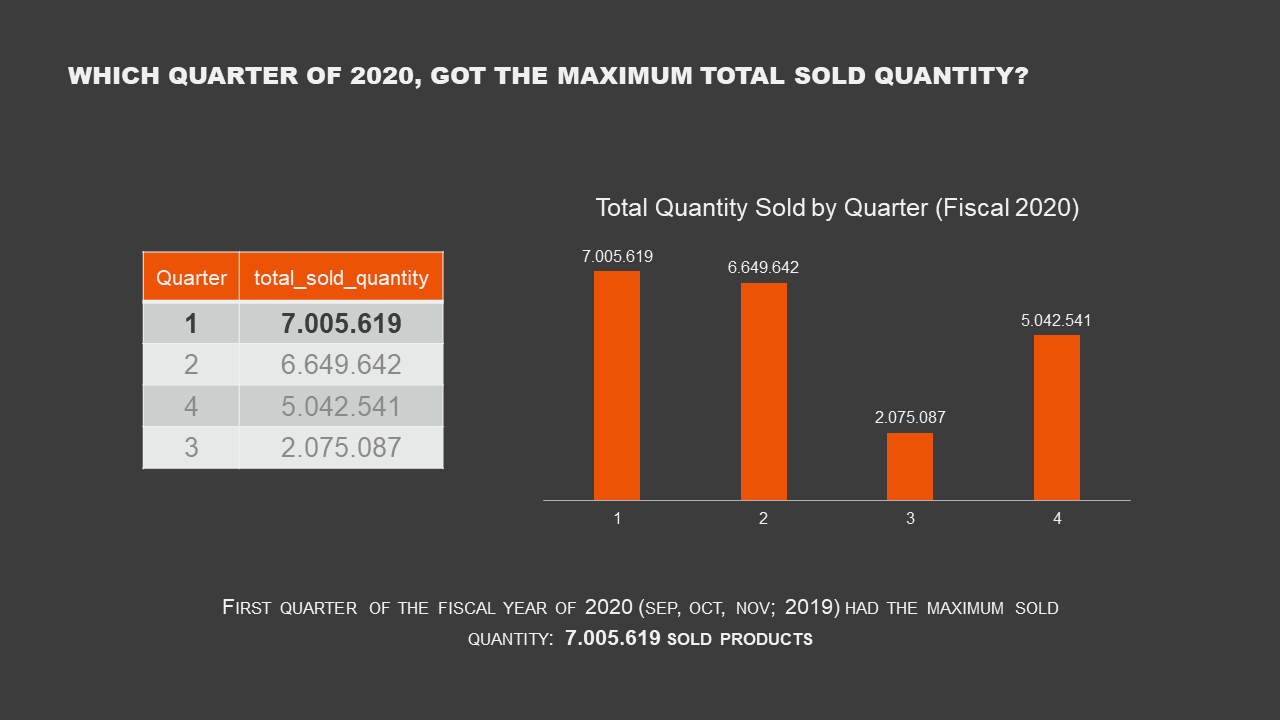 WHICH QUARTER OF 2020, GOT THE MAXIMUM TOTAL SOLD QUANTITY?
Quarter total_sold_quantity
1 7.005.619
2 6.649.642
4 5.042.541
3 2.075.087
Total Quantity Sold by Quarter (Fiscal 2020)
7.005.619
6.649.642
2.075.087
5.042.541
1 2 3 4
FIRST QUARTER OF THE FISCAL YEAR OF 2020 (SEP, OCT, NOV; 2019) HAD THE MAXIMUM SOLD
QUANTITY: 7.005.619 SOLD PRODUCTS